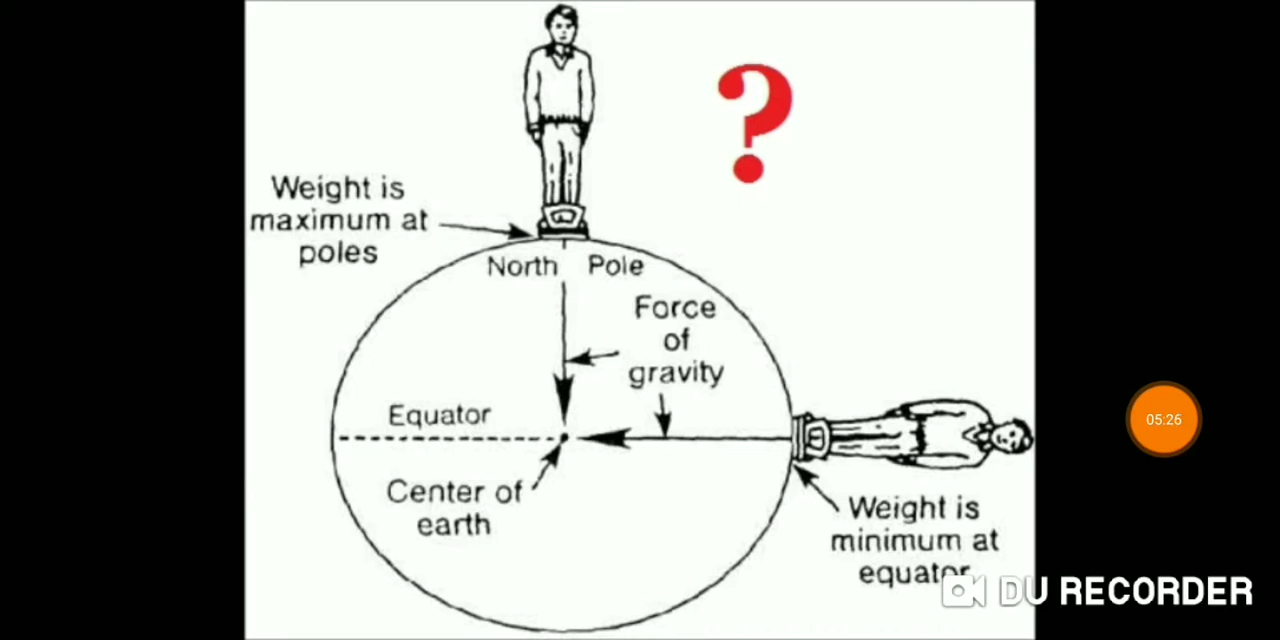 ?
Weight is
maximum at
poles
North Pole
Force
of
gravity
Equator
Center of
earth
Weight is
minimum at
equator
05:26
DU RECORDER